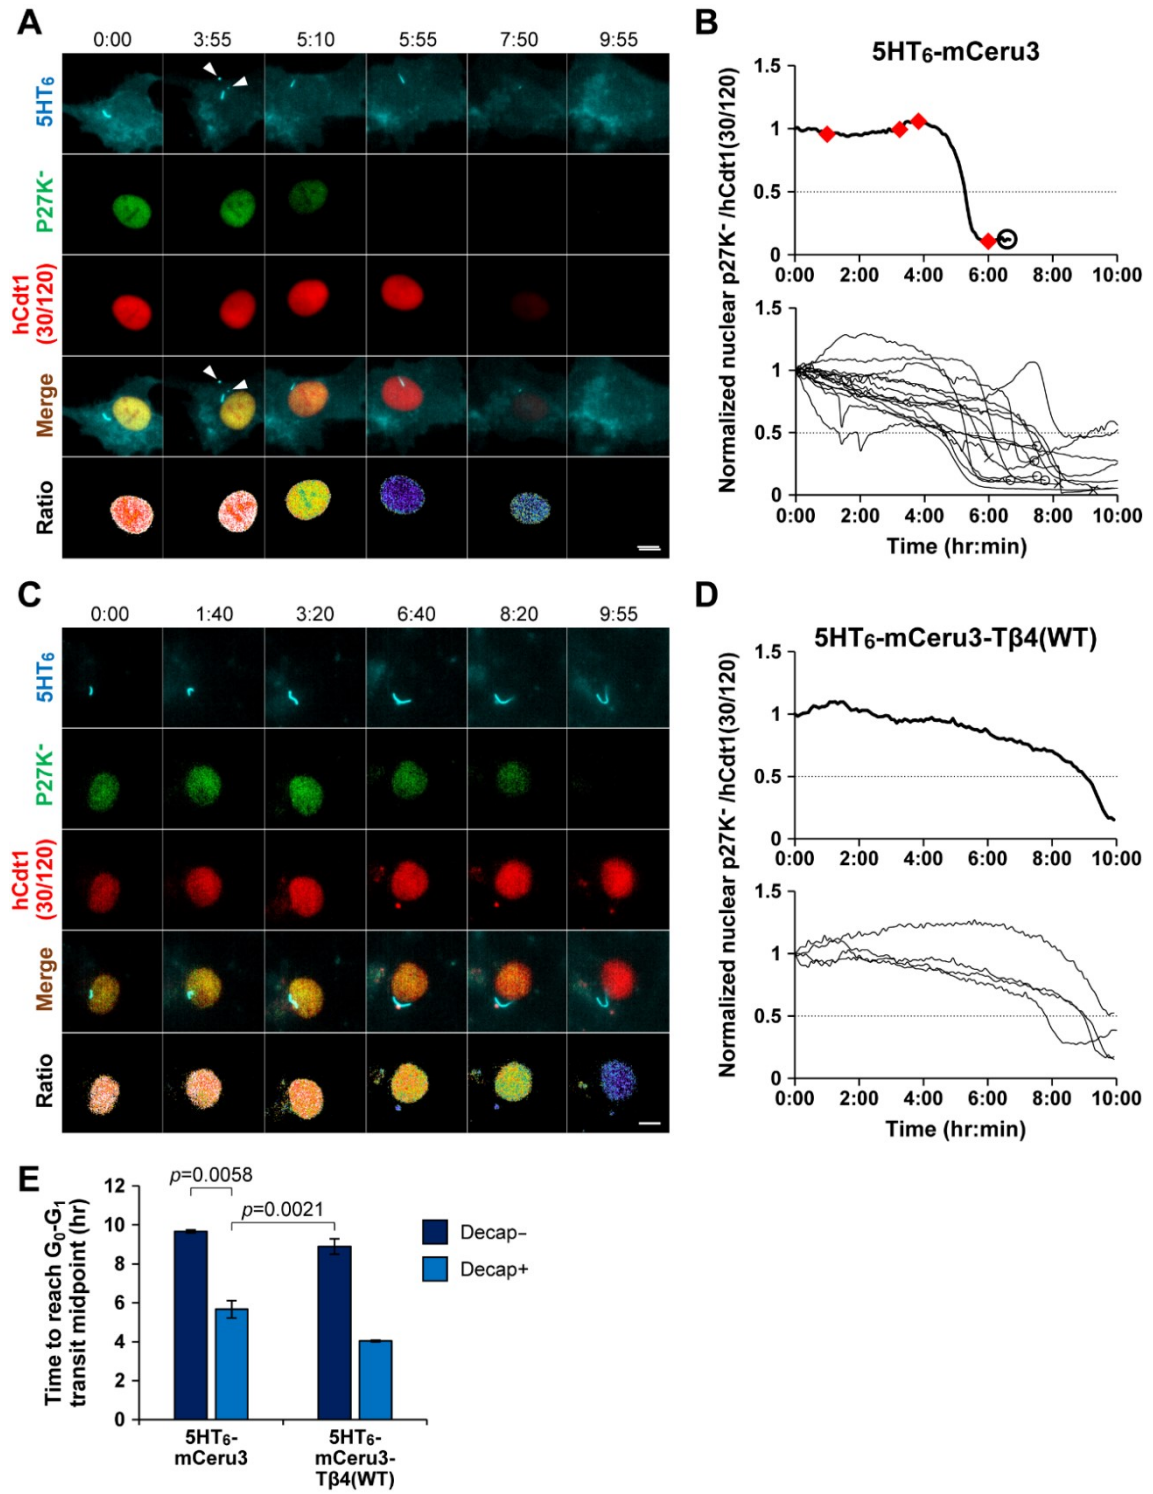 A
0:00 3:55 5:10 5:55 7:50 9:55
5HT6
P27K-
hCdt1
(30/120)
Merge
Ratio
B
5HT6-mCeru3
Normalized nuclear p27K- /hCdt1(30/120)
1.5
1
0.5
0
0:00 2:00 4:00 6:00 8:00 10:00
1.5
1
0.5
0
0:00 2:00 4:00 6:00 8:00 10:00
Time (hr:min)
C
0:00 1:40 3:20 6:40 8:20 9:55
5HT6
P27K-
hCdt1
(30/120)
Merge
Ratio
D
5HT6-mCeru3-Tβ4(WT)
Normalized nuclear p27K- /hCdt1(30/120)
1.5
1
0.5
0
0:00 2:00 4:00 6:00 8:00 10:00
1.5
1
0.5
0
0:00 2:00 4:00 6:00 8:00 10:00
Time (hr:min)
E
Time to reach G0-G1
transit midpoint (hr)
12
10
8
6
4
2
0
p=0.0058
p=0.0021
Decap–
Decap+
5HT6-
mCeru3
5HT6-
mCeru3-
Tβ4(WT)